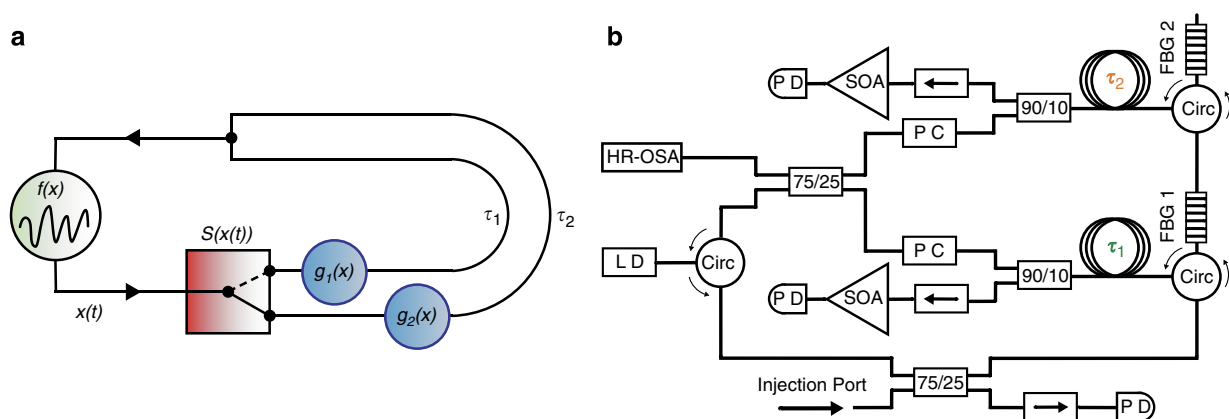 a
f(x)
x(t)
S(x(t))
g1(x)
g2(x)
τ1
τ2
b
P D
SOA
90/10
τ2
FBG 2
Circ
P C
HR-OSA
75/25
L D
Circ
P C
90/10
τ1
FBG 1
Circ
P D
SOA
Injection Port
75/25
P D